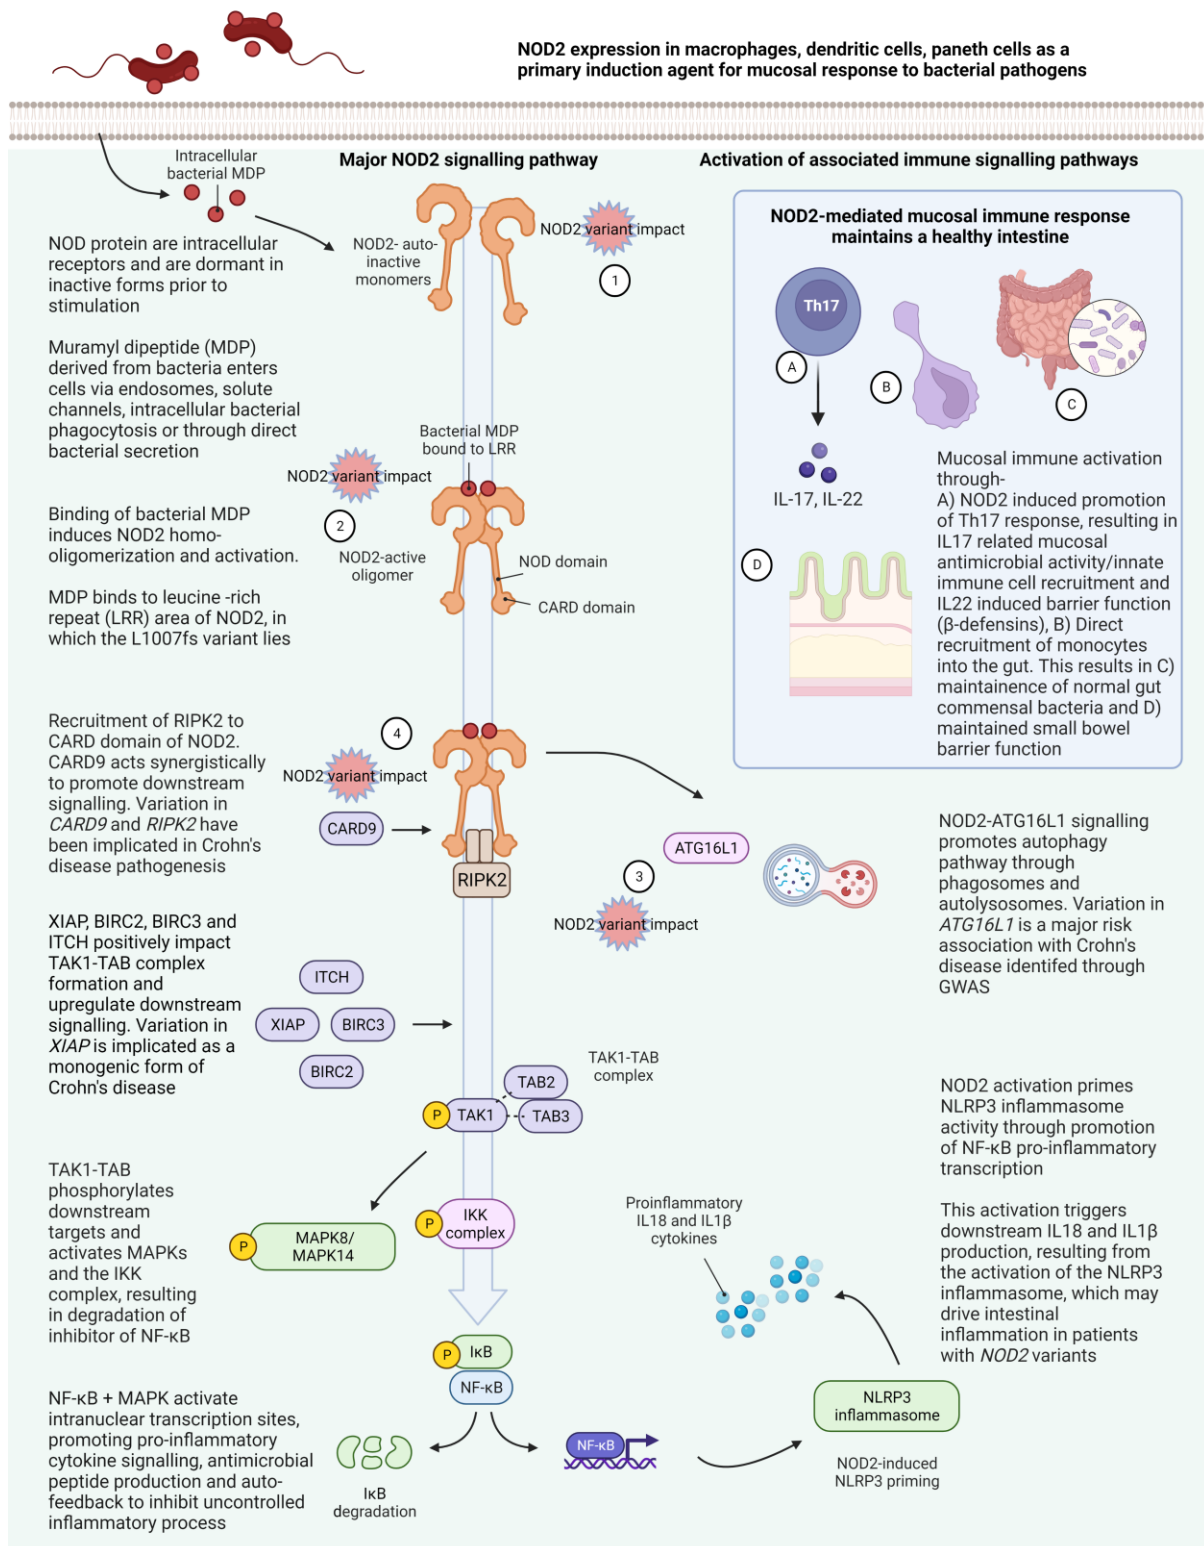 NOD2 expression in macrophages, dendritic cells, paneth cells as a
primary induction agent for mucosal response to bacterial pathogens
Intracellular
bacterial MDP
Major NOD2 signalling pathway
Activation of associated immune signalling pathways
NOD protein are intracellular
receptors and are dormant in
inactive forms prior to
stimulation
NOD2- auto-
inactive
monomers
NOD2 variant impact
1
Muramyl dipeptide (MDP)
derived from bacteria enters
cells via endosomes, solute
channels, intracellular bacterial
phagocytosis or through direct
bacterial secretion
Bacterial MDP
bound to LRR
NOD2 variant impact
2
NOD2-active
oligomer
NOD domain
CARD domain
Binding of bacterial MDP
induces NOD2 homo-
oligomerization and activation.
MDP binds to leucine -rich
repeat (LRR) area of NOD2, in
which the L1007fs variant lies
NOD2-mediated mucosal immune response
maintains a healthy intestine
Th17
A
B
C
IL-17, IL-22
D
Mucosal immune activation
through-
A) NOD2 induced promotion
of Th17 response, resulting in
IL17 related mucosal
antimicrobial activity/innate
immune cell recruitment and
IL22 induced barrier function
(β-defensins), B) Direct
recruitment of monocytes
into the gut. This results in C)
maintainence of normal gut
commensal bacteria and D)
maintained small bowel
barrier function
Recruitment of RIPK2 to
CARD domain of NOD2.
CARD9 acts synergistically
to promote downstream
signalling. Variation in
CARD9 and RIPK2 have
been implicated in Crohn's
disease pathogenesis
4
NOD2 variant impact
CARD9
RIPK2
ATG16L1
3
NOD2 variant impact
NOD2-ATG16L1 signalling
promotes autophagy
pathway through
phagosomes and
autolysosomes. Variation in
ATG16L1 is a major risk
association with Crohn's
disease identifed through
GWAS
XIAP, BIRC2, BIRC3 and
ITCH positively impact
TAK1-TAB complex
formation and
upregulate downstream
signalling. Variation in
XIAP is implicated as a
monogenic form of
Crohn's disease
ITCH
XIAP
BIRC3
BIRC2
TAK1-TAB
complex
TAB2
P
TAK1
TAB3
NOD2 activation primes
NLRP3 inflammasome
activity through promotion
of NF-κB pro-inflammatory
transcription
TAK1-TAB
phosphorylates
downstream
targets and
activates MAPKs
and the IKK
complex, resulting
in degradation of
inhibitor of NF-κB
P
MAPK8/
MAPK14
P
IKK
complex
Proinflammatory
IL18 and IL1β
cytokines
This activation triggers
downstream IL18 and IL1β
production, resulting from
the activation of the NLRP3
inflammasome, which may
drive intestinal
inflammation in patients
with NOD2 variants
P
IκB
NF-κB
NF-κB + MAPK activate
intranuclear transcription sites,
promoting pro-inflammatory
cytokine signalling, antimicrobial
peptide production and auto-
feedback to inhibit uncontrolled
inflammatory process
IκB
degradation
NF-κB
NLRP3
inflammasome
NOD2-induced
NLRP3 priming